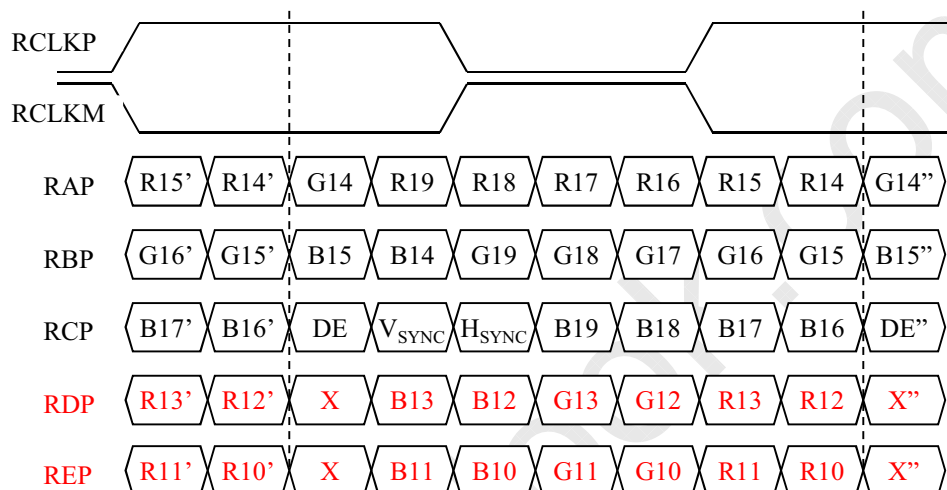 RCLKP
RCLKM
RAP R15’ R14’ G14 R19 R18 R17 R16 R15 R14 G14”
RBP G16’ G15’ B15 B14 G19 G18 G17 G16 G15 B15”
RCP B17’ B16’ DE VSYNC HSYNC B19 B18 B17 B16 DE”
RDP R13’ R12’ X B13 B12 G13 G12 R13 R12 X”
REP R11’ R10’ X B11 B10 G11 G10 R11 R10 X”